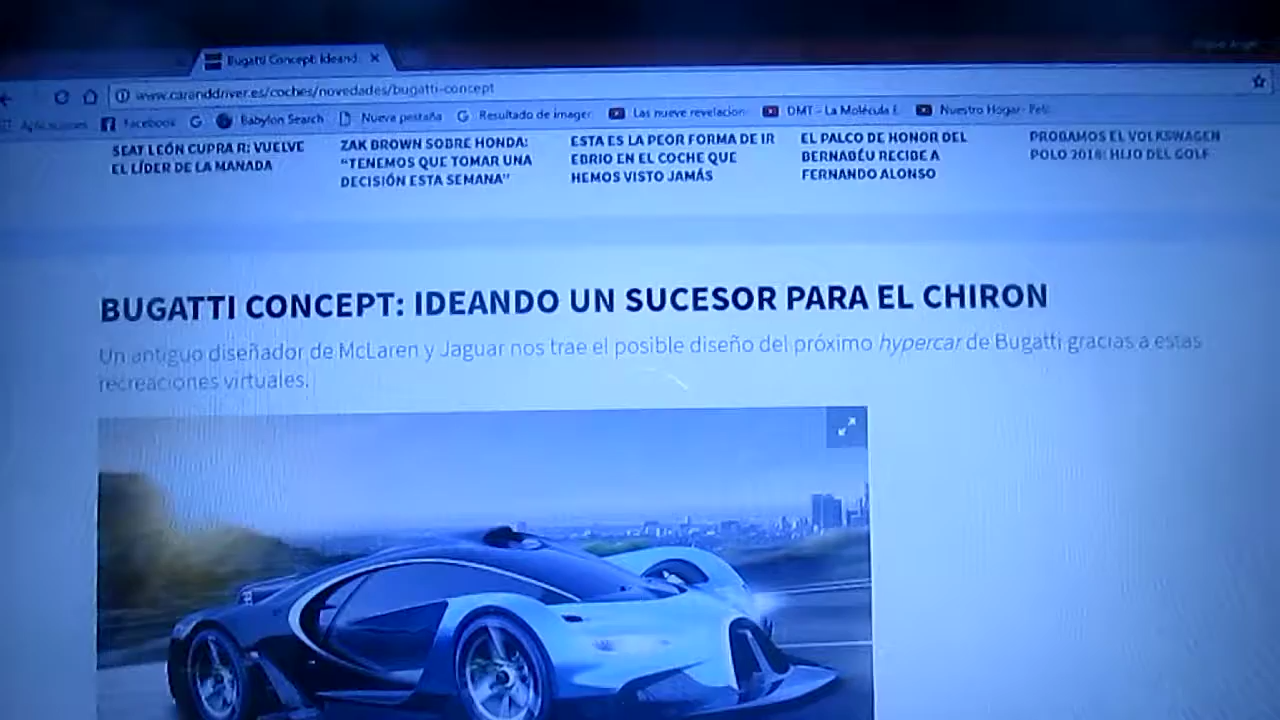 Bugatti Concept: Ideand
www.caranddriver.es/coches/novedades/bugatti-concept
Aplicaciones Facebook Babylon Search Nueva pestaña Resultado de imagen Las nueve revelacion DMT - La Molécula E Nuestro Hogar - Pelí
SEAT LEÓN CUPRA R: VUELVE
EL LÍDER DE LA MANADA
ZAK BROWN SOBRE HONDA:
“TENEMOS QUE TOMAR UNA
DECISIÓN ESTA SEMANA”
ESTA ES LA PEOR FORMA DE IR
EBRIO EN EL COCHE QUE
HEMOS VISTO JAMÁS
EL PALCO DE HONOR DEL
BERNABÉU RECIBE A
FERNANDO ALONSO
PROBAMOS EL VOLKSWAGEN
POLO 2018: HIJO DEL GOLF
BUGATTI CONCEPT: IDEANDO UN SUCESOR PARA EL CHIRON
Un antiguo diseñador de McLaren y Jaguar nos trae el posible diseño del próximo hypercar de Bugatti gracias a estas
recreaciones virtuales.